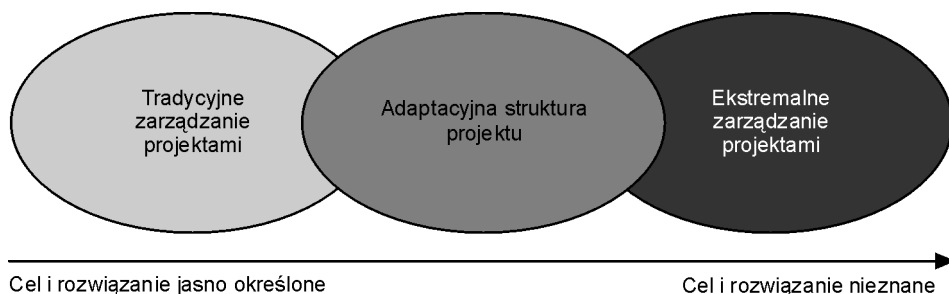 Tradycyjne
zarządzanie
projektami
Adaptacyjna struktura
projektu
Ekstremalne
zarządzanie
projektami
Cel i rozwiązanie jasno określone
Cel i rozwiązanie nieznane